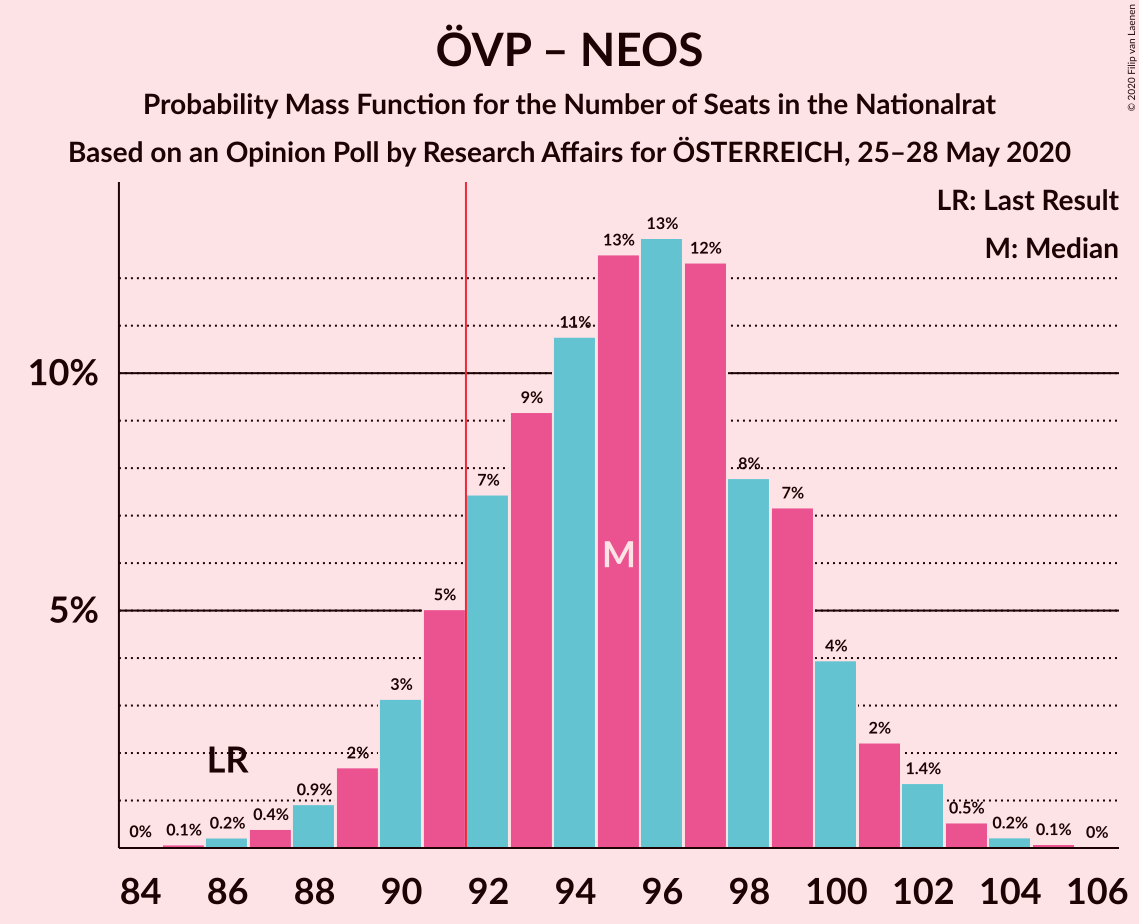 ÖVP – NEOS
Probability Mass Function for the Number of Seats in the Nationalrat
Based on an Opinion Poll by Research Affairs for ÖSTERREICH, 25–28 May 2020
© 2020 Filip van Laenen
LR: Last Result
M: Median
10%
5%
0% 0.1% 0.2% 0.4% 0.9% 2% 3% 5% 7% 9% 11% 13% 13% 12% 8% 7% 4% 2% 1.4% 0.5% 0.2% 0.1% 0%
LR
M
84 86 88 90 92 94 96 98 100 102 104 106